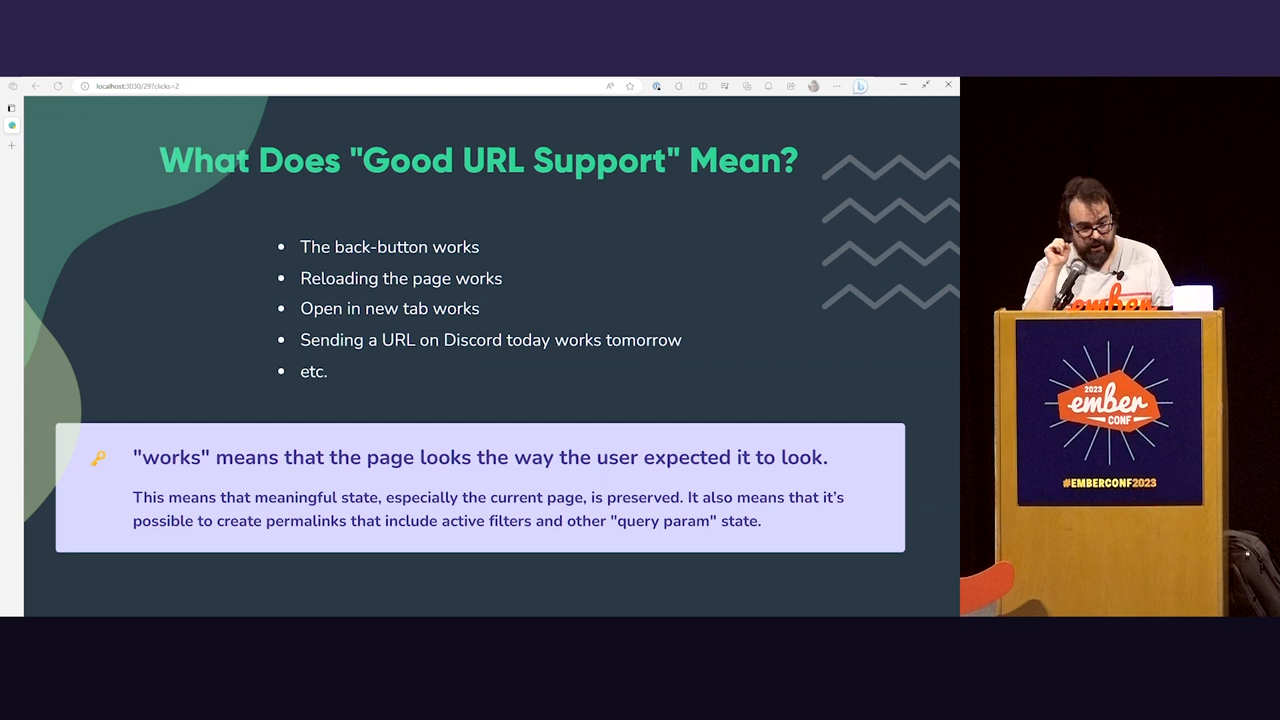 localhost:3030/29?clicks=2
What Does "Good URL Support" Mean?
• The back-button works
• Reloading the page works
• Open in new tab works
• Sending a URL on Discord today works tomorrow
• etc.
"works" means that the page looks the way the user expected it to look.
This means that meaningful state, especially the current page, is preserved. It also means that it’s
possible to create permalinks that include active filters and other "query param" state.
ember
2023
ember
CONF
#EMBERCONF2023